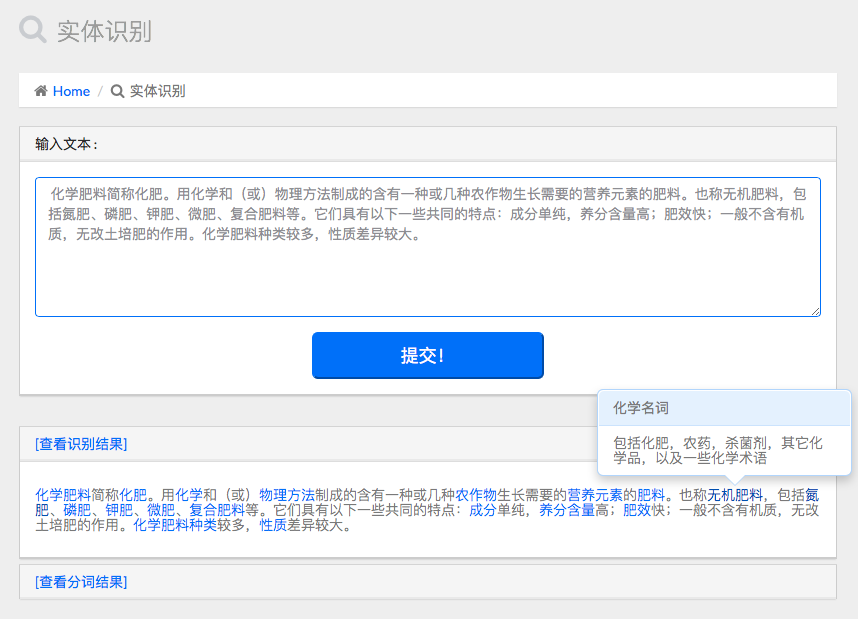 实体识别
Home / 实体识别
输入文本：
化学肥料简称化肥。用化学和（或）物理方法制成的含有一种或几种农作物生长需要的营养元素的肥料。也称无机肥料，包
括氮肥、磷肥、钾肥、微肥、复合肥料等。它们具有以下一些共同的特点：成分单纯，养分含量高；肥效快；一般不含有机
质，无改土培肥的作用。化学肥料种类较多，性质差异较大。
提交！
化学名词
包括化肥，农药，杀菌剂，其它化
学品，以及一些化学术语
[查看识别结果]
化学肥料简称化肥。用化学和（或）物理方法制成的含有一种或几种农作物生长需要的营养元素的肥料。也称无机肥料，包括氮
肥、磷肥、钾肥、微肥、复合肥料等。它们具有以下一些共同的特点：成分单纯，养分含量高；肥效快；一般不含有机质，无改
土培肥的作用。化学肥料种类较多，性质差异较大。
[查看分词结果]